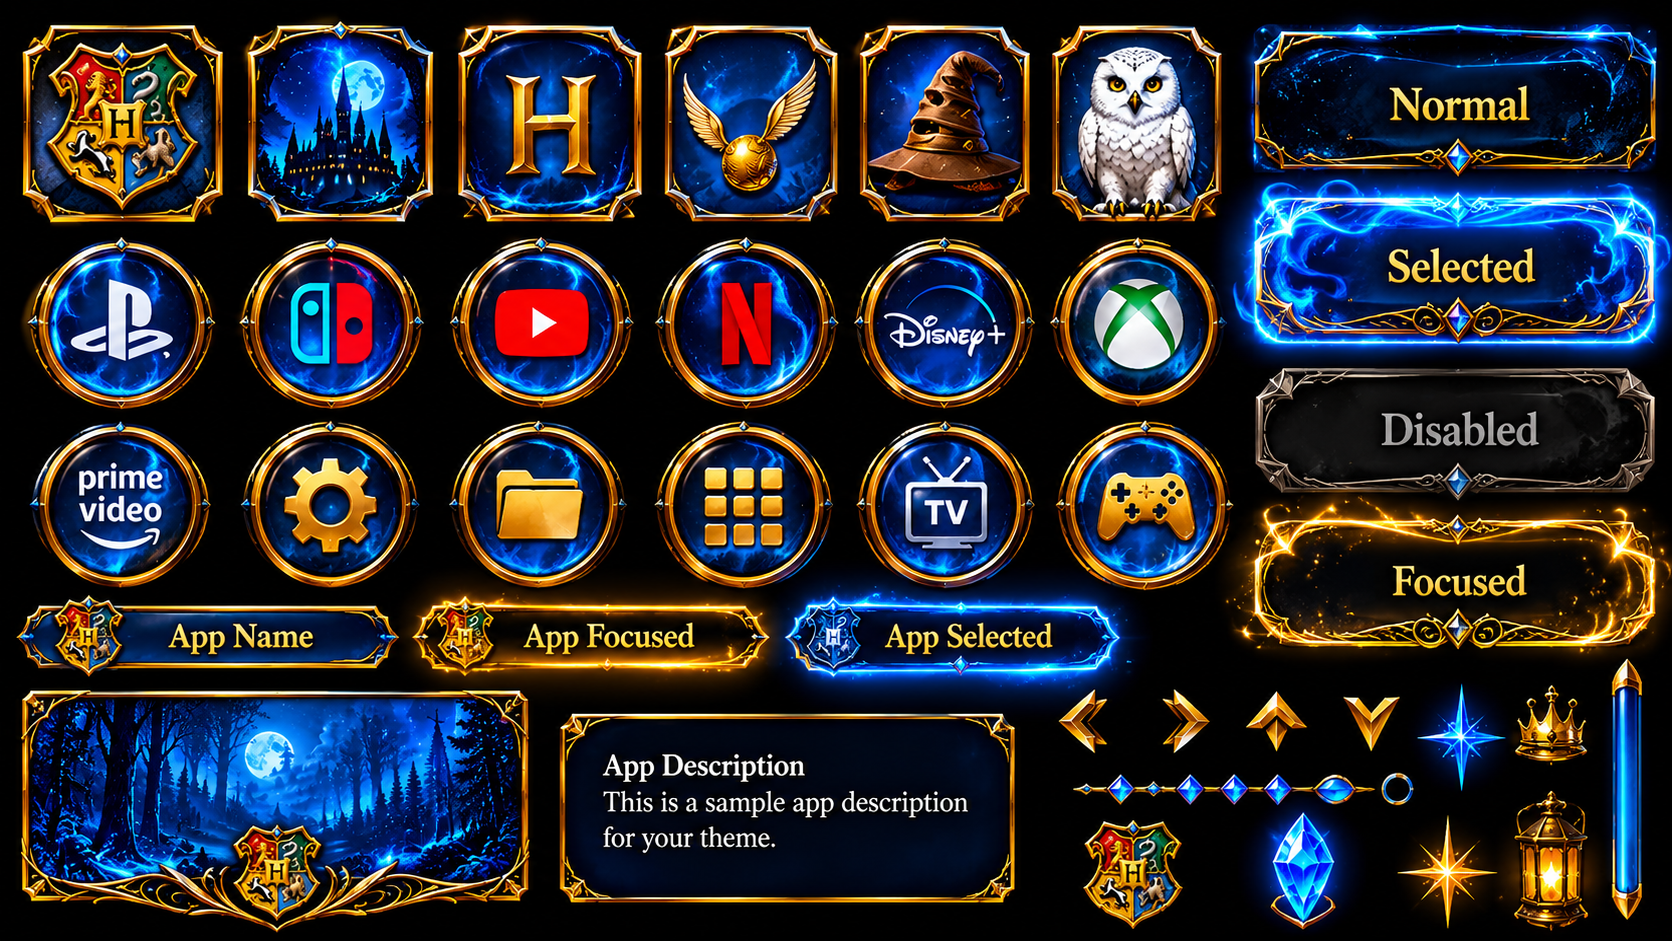 H
H
Normal
Selected
N
Disney+
Disabled
prime
video
TV
Focused
H
App Name
H
App Focused
H
App Selected
App Description
This is a sample app description
for your theme.
H
H